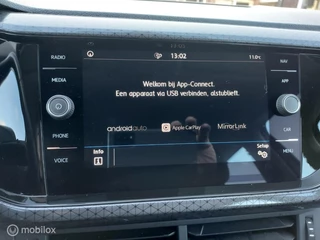 RADIO
MEDIA
PHONE
VOICE
13:02
11.0°C
Welkom bij App-Connect.
Een apparaat via USB verbinden, alstublieft.
androidauto
Apple CarPlay
MirrorLink
Info
Setup
NAV
APP
CAR
MENU
mobilox